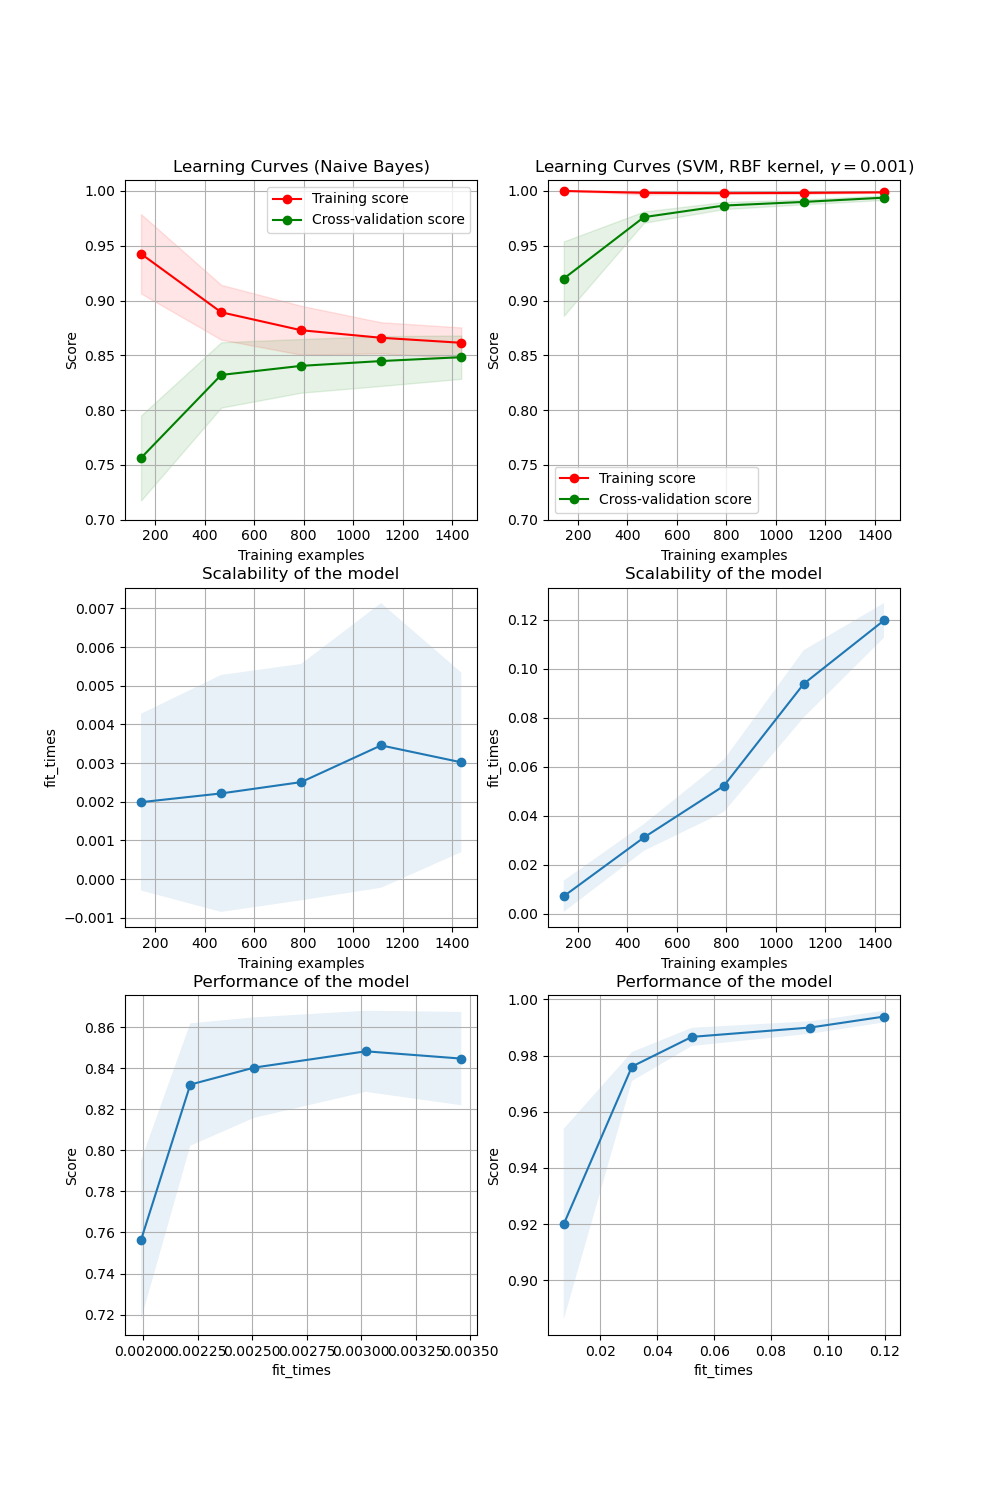 Learning Curves (Naive Bayes)
Score
1.00
0.95
0.90
0.85
0.80
0.75
0.70
Training score
Cross-validation score
200 400 600 800 1000 1200 1400
Training examples
Learning Curves (SVM, RBF kernel, γ = 0.001)
Score
1.00
0.95
0.90
0.85
0.80
0.75
0.70
Training score
Cross-validation score
200 400 600 800 1000 1200 1400
Training examples
Scalability of the model
fit_times
0.007
0.006
0.005
0.004
0.003
0.002
0.001
0.000
−0.001
200 400 600 800 1000 1200 1400
Training examples
Scalability of the model
fit_times
0.12
0.10
0.08
0.06
0.04
0.02
0.00
200 400 600 800 1000 1200 1400
Training examples
Performance of the model
Score
0.86
0.84
0.82
0.80
0.78
0.76
0.74
0.72
0.00200 0.00225 0.00250 0.00275 0.00300 0.00325 0.00350
fit_times
Performance of the model
Score
1.00
0.98
0.96
0.94
0.92
0.90
0.02 0.04 0.06 0.08 0.10 0.12
fit_times